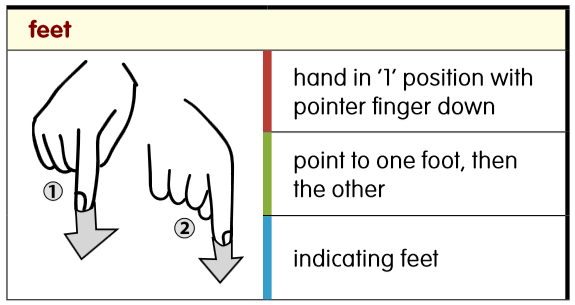 feet
hand in ‘1’ position with
pointer finger down
point to one foot, then
the other
indicating feet
1
2